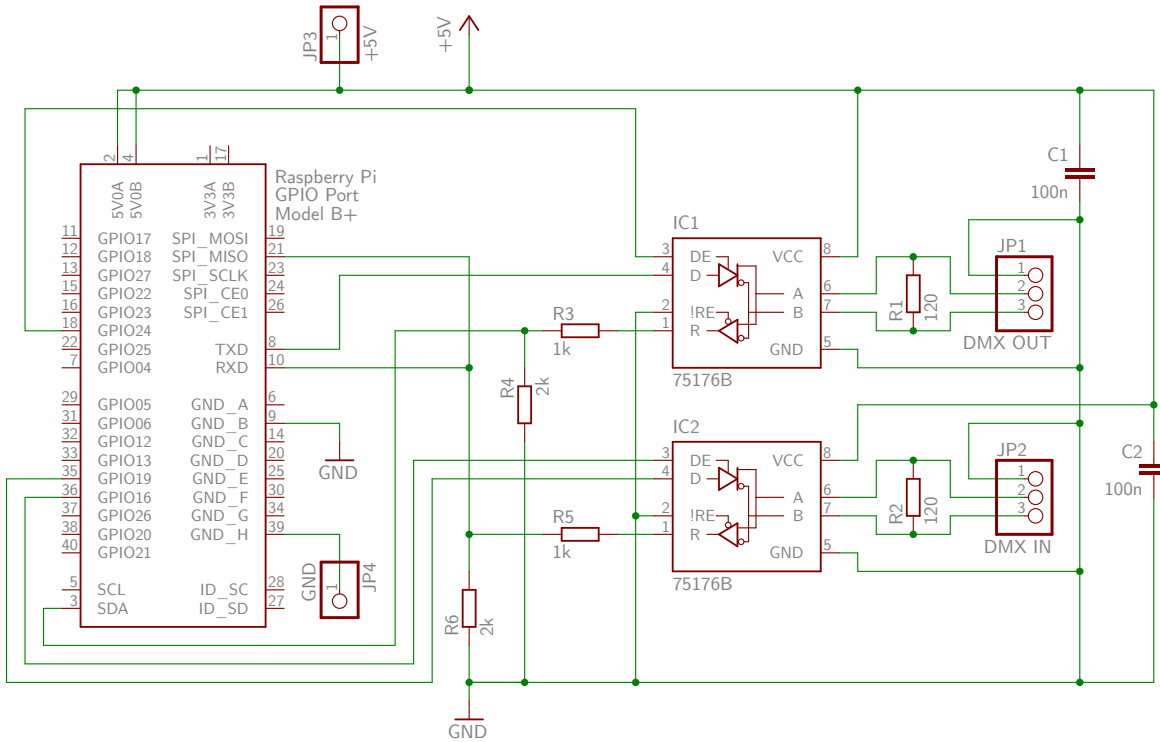 JP3
1
+5V
+5V
2
4
1
17
5V0A
5V0B
3V3A
3V3B
Raspberry Pi
GPIO Port
Model B+
11 GPIO17 SPI_MOSI 19
12 GPIO18 SPI_MISO 21
13 GPIO27 SPI_SCLK 23
15 GPIO22 SPI_CE0 24
16 GPIO23 SPI_CE1 26
18 GPIO24
22 GPIO25 TXD 8
7 GPIO04 RXD 10
29 GPIO05 GND_A 6
31 GPIO06 GND_B 9
32 GPIO12 GND_C 14
33 GPIO13 GND_D 20
35 GPIO19 GND_E 25
36 GPIO16 GND_F 30
37 GPIO26 GND_G 34
38 GPIO20 GND_H 39
40 GPIO21
5 SCL ID_SC 28
3 SDA ID_SD 27
GND
GND
1
JP4
R3
1k
R4
2k
R5
1k
R6
2k
GND
IC1
3 DE VCC 8
4 D
A 6
2 !RE B 7
1 R
GND 5
75176B
R1
120
C1
100n
JP1
1
2
3
DMX OUT
IC2
3 DE VCC 8
4 D
A 6
2 !RE B 7
1 R
GND 5
75176B
R2
120
C2
100n
JP2
1
2
3
DMX IN